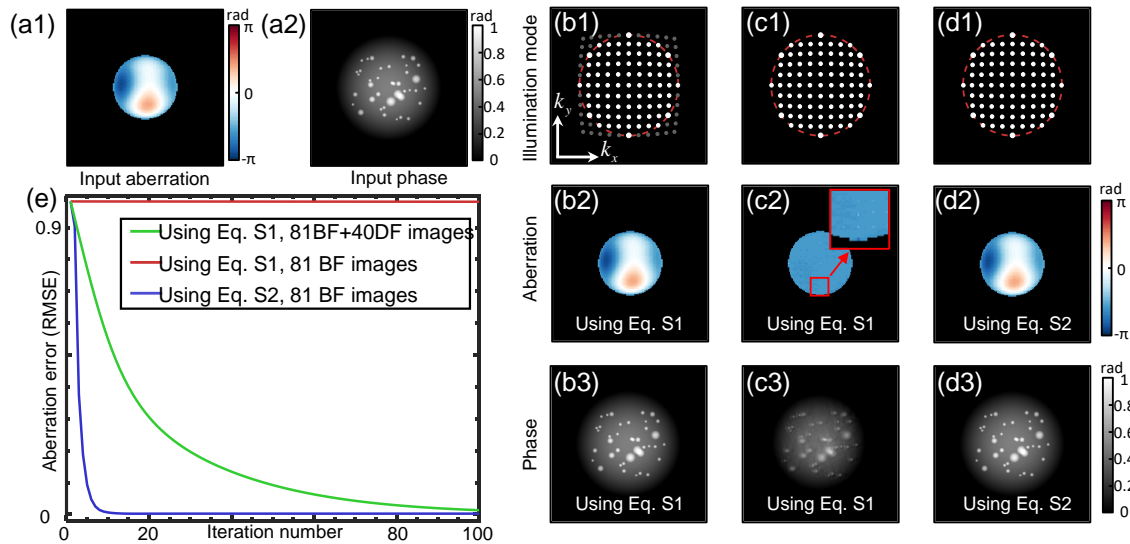 (a1)
rad
π
0
-π
Input aberration
(a2)
rad
1
0.8
0.6
0.4
0.2
0
Input phase
Illumination mode
(b1)
k_y
k_x
(c1)
(d1)
(e)
Aberration error (RMSE)
0.9
0
Using Eq. S1, 81BF+40DF images
Using Eq. S1, 81 BF images
Using Eq. S2, 81 BF images
0 20 40 60 80 100
Iteration number
Aberration
(b2)
Using Eq. S1
(c2)
Using Eq. S1
(d2)
Using Eq. S2
rad
π
0
-π
Phase
(b3)
Using Eq. S1
(c3)
Using Eq. S1
(d3)
Using Eq. S2
rad
1
0.8
0.6
0.4
0.2
0